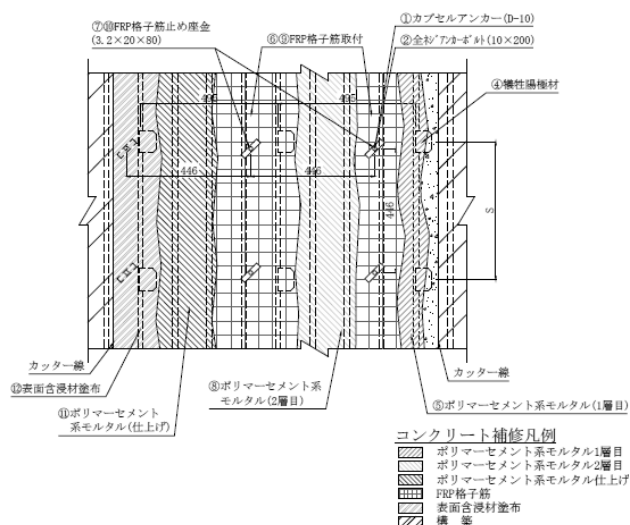 ⑦⑩FRP格子筋止め座金
(3.2×20×80)
⑥⑨FRP格子筋取付
①カプセルアンカー(D-10)
②全ネジアンカーボルト(10×200)
④犠牲陽極材
495
495
446
446
446
S
カッター線
⑫表面含浸材塗布
⑪ポリマーセメント
系モルタル(仕上げ)
⑧ポリマーセメント系
モルタル(2層目)
カッター線
⑤ポリマーセメント系モルタル(1層目)
コンクリート補修凡例
ポリマーセメント系モルタル1層目
ポリマーセメント系モルタル2層目
ポリマーセメント系モルタル仕上げ
FRP格子筋
表面含浸材塗布
構 築